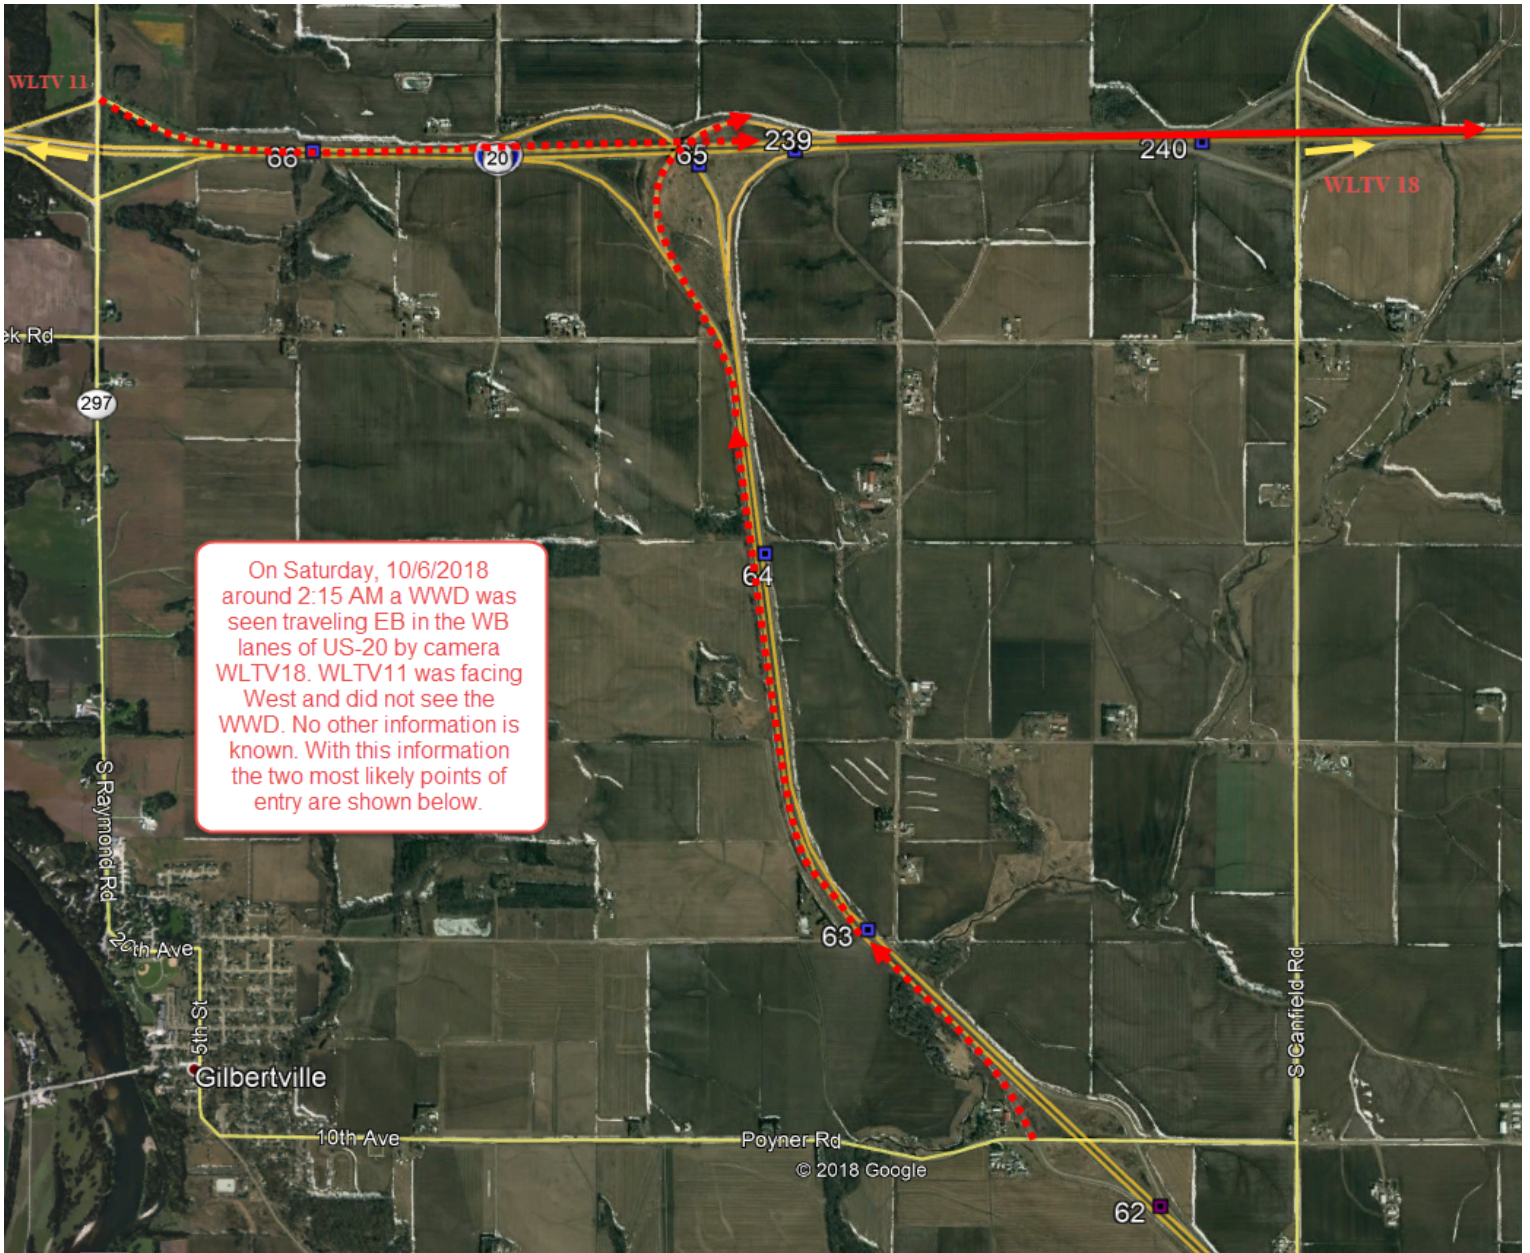 WLTV 11
66
20
65
239
240
WLTV 18
ek Rd
297
On Saturday, 10/6/2018
around 2:15 AM a WWD was
seen traveling EB in the WB
lanes of US-20 by camera
WLTV18. WLTV11 was facing
West and did not see the
WWD. No other information is
known. With this information
the two most likely points of
entry are shown below.
64
S Raymond Rd
63
20th Ave
5th St
S Canfield Rd
Gilbertville
10th Ave
Poyner Rd
© 2018 Google
62